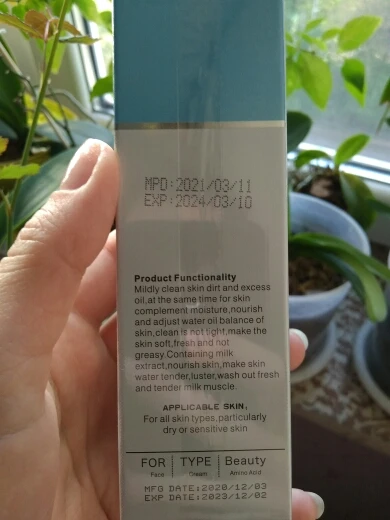 MPD:2021/03/11
EXP:2024/03/10
Product Functionality
Mildly clean skin dirt and excess
oil,at the same time for skin
complement moisture,nourish
and adjust water oil balance of
skin,clean is not tight,make the
skin soft,fresh and not
greasy.Containing milk
extract,nourish skin,make skin
water tender,luster,wash out fresh
and tender milk muscle.
APPLICABLE SKIN.
For all skin types,particularly
dry or sensitive skin
FOR TYPE Beauty
Face Cream Amino Acid
MFG DATE:2020/12/03
EXP DATE:2023/12/02